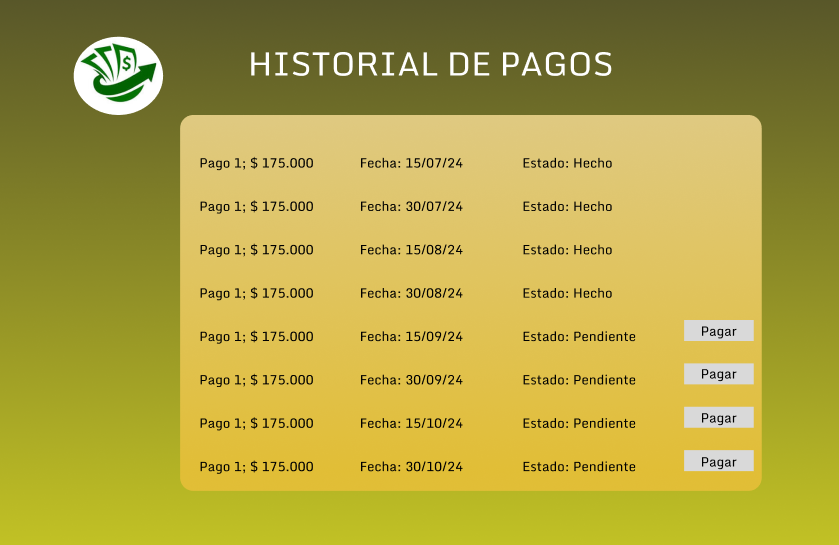 HISTORIAL DE PAGOS
Pago 1; $ 175.000 Fecha: 15/07/24 Estado: Hecho
Pago 1; $ 175.000 Fecha: 30/07/24 Estado: Hecho
Pago 1; $ 175.000 Fecha: 15/08/24 Estado: Hecho
Pago 1; $ 175.000 Fecha: 30/08/24 Estado: Hecho
Pago 1; $ 175.000 Fecha: 15/09/24 Estado: Pendiente Pagar
Pago 1; $ 175.000 Fecha: 30/09/24 Estado: Pendiente Pagar
Pago 1; $ 175.000 Fecha: 15/10/24 Estado: Pendiente Pagar
Pago 1; $ 175.000 Fecha: 30/10/24 Estado: Pendiente Pagar